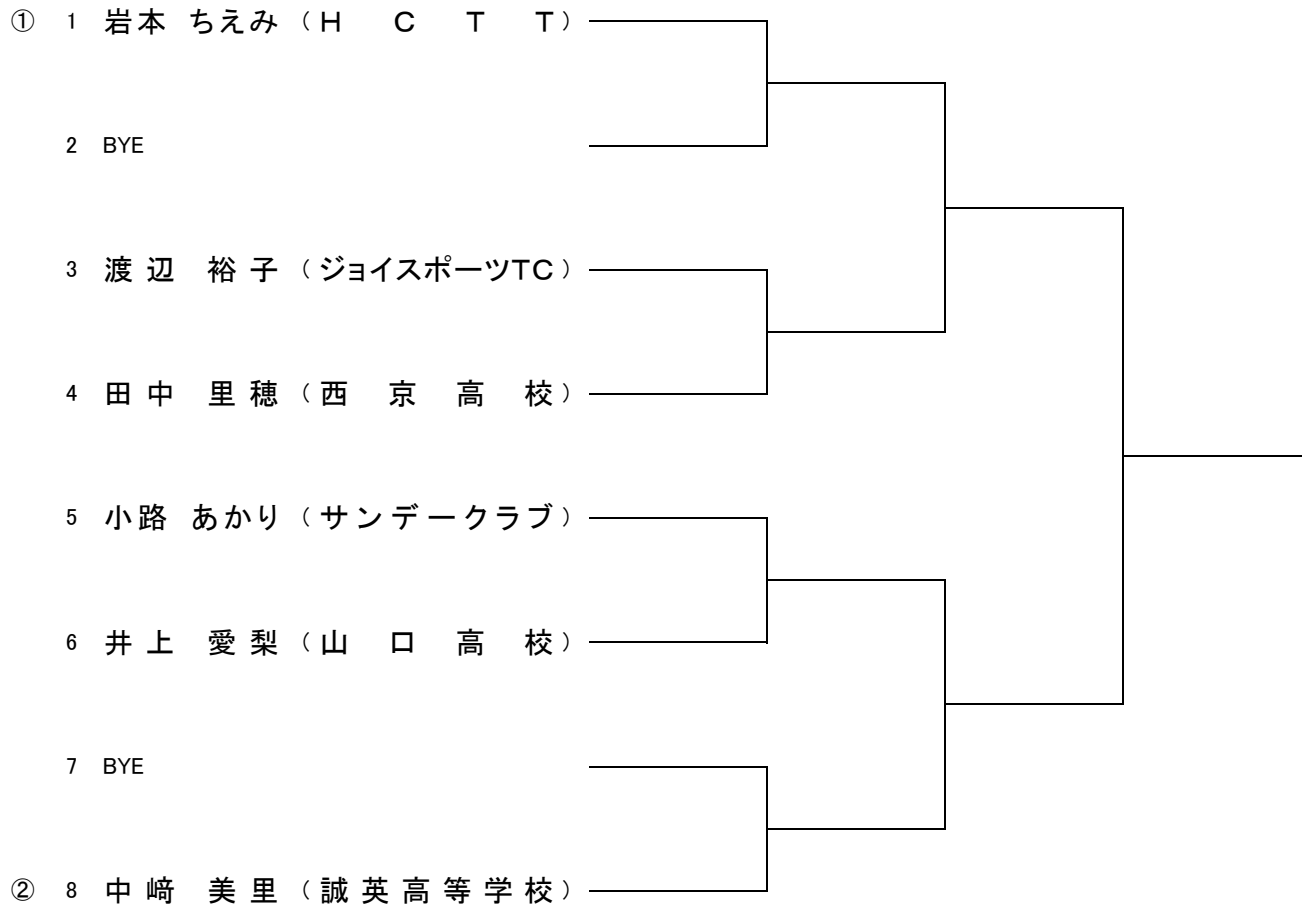 ① 1 岩本 ちえみ (H C T T)
2 BYE
3 渡辺 裕子 (ジョイスポーツTC)
4 田中 里穂 (西京高校)
5 小路 あかり (サンデークラブ)
6 井上 愛梨 (山口高校)
7 BYE
② 8 中﨑 美里 (誠英高等学校)